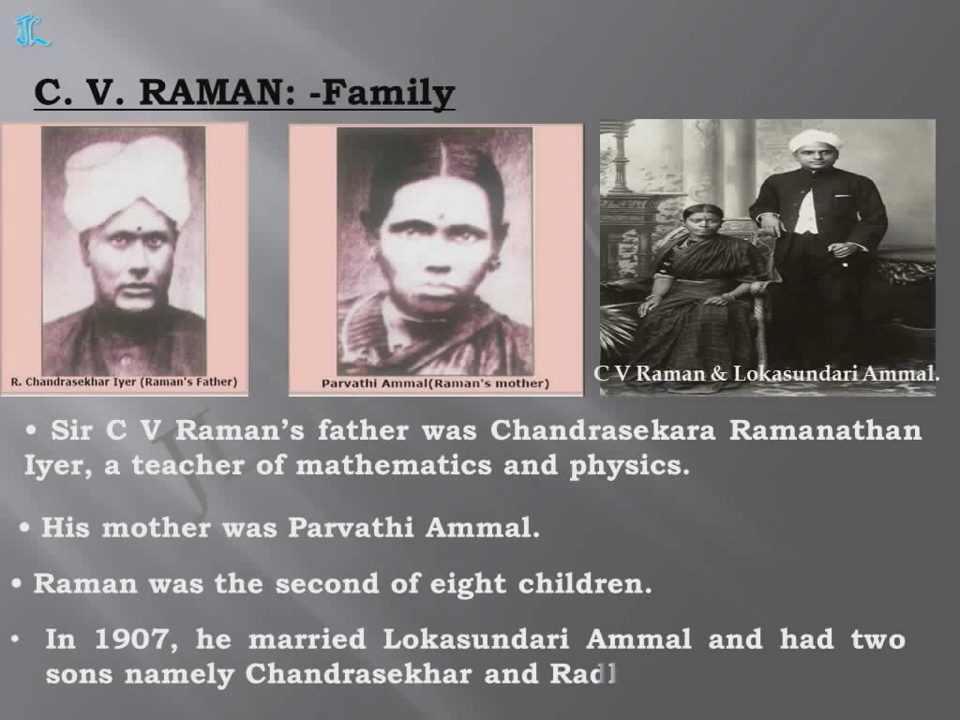 JL
C. V. RAMAN: -Family
R. Chandrasekhar Iyer (Raman's Father)
Parvathi Ammal(Raman's mother)
C V Raman & Lokasundari Ammal.
• Sir C V Raman's father was Chandrasekara Ramanathan
Iyer, a teacher of mathematics and physics.
• His mother was Parvathi Ammal.
• Raman was the second of eight children.
• In 1907, he married Lokasundari Ammal and had two
sons namely Chandrasekhar and